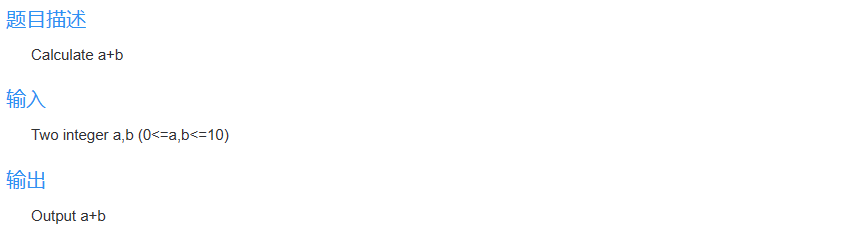 题目描述
Calculate a+b
输入
Two integer a,b (0<=a,b<=10)
输出
Output a+b